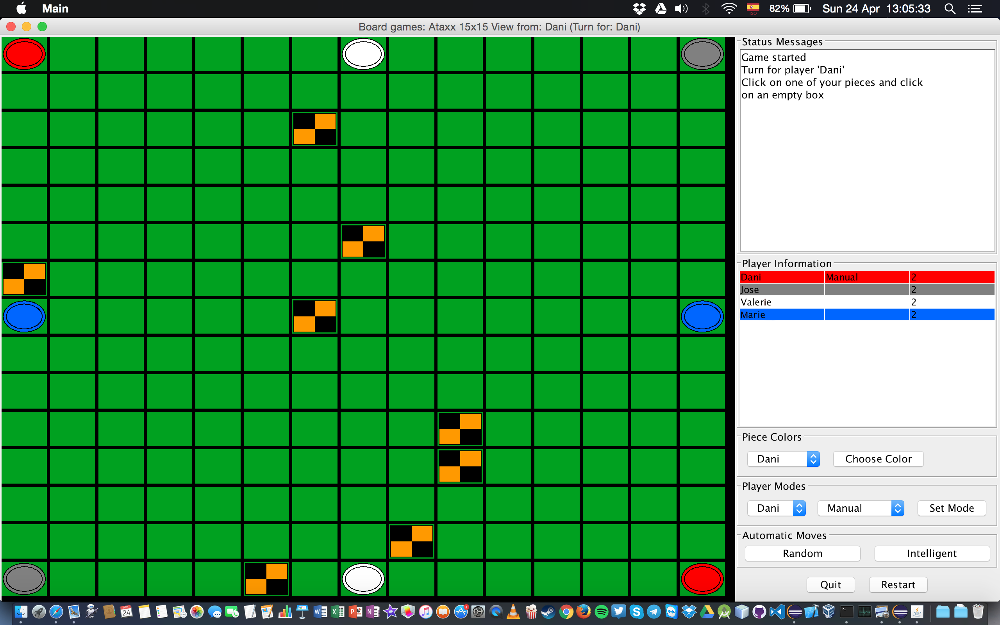 Main
ISO
82%
Sun 24 Apr 13:05:33
Board games: Ataxx 15x15 View from: Dani (Turn for: Dani)
Status Messages
Game started
Turn for player 'Dani'
Click on one of your pieces and click
on an empty box
Player Information
Dani Manual 2
Jose 2
Valerie 2
Marie 2
Piece Colors
Dani Choose Color
Player Modes
Dani Manual Set Mode
Automatic Moves
Random Intelligent
Quit Restart
24